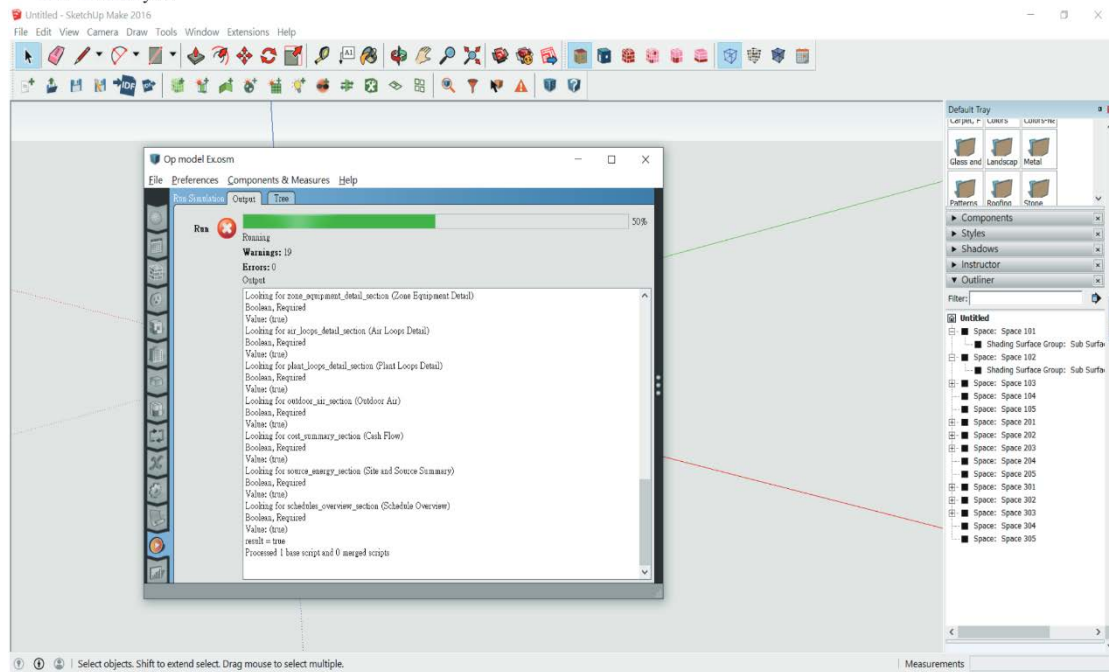 Untitled - SketchUp Make 2016
File Edit View Camera Draw Tools Window Extensions Help
Default Tray
Carpet, F Colors Colors-Na
Glass and Landscap Metal
Patterns Roofing Stone
Components
Styles
Shadows
Instructor
Outliner
Filter:
Untitled
Space: Space 101
Shading Surface Group: Sub Surfa
Space: Space 102
Shading Surface Group: Sub Surfa
Space: Space 103
Space: Space 104
Space: Space 105
Space: Space 201
Space: Space 202
Space: Space 203
Space: Space 204
Space: Space 205
Space: Space 301
Space: Space 302
Space: Space 303
Space: Space 304
Space: Space 305
Op model Ex.osm
File Preferences Components & Measures Help
Run Simulation Output Tree
Run 50%
Running
Warnings: 19
Errors: 0
Output
Looking for zone_equipment_detail_section (Zone Equipment Detail)
Boolean, Required
Value: (true)
Looking for air_loops_detail_section (Air Loops Detail)
Boolean, Required
Value: (true)
Looking for plant_loops_detail_section (Plant Loops Detail)
Boolean, Required
Value: (true)
Looking for outdoor_air_section (Outdoor Air)
Boolean, Required
Value: (true)
Looking for cost_summary_section (Cash Flow)
Boolean, Required
Value: (true)
Looking for source_energy_section (Site and Source Summary)
Boolean, Required
Value: (true)
Looking for schedules_overview_section (Schedule Overview)
Boolean, Required
Value: (true)
result = true
Processed 1 base script and 0 merged scripts
Select objects. Shift to extend select. Drag mouse to select multiple.
Measurements